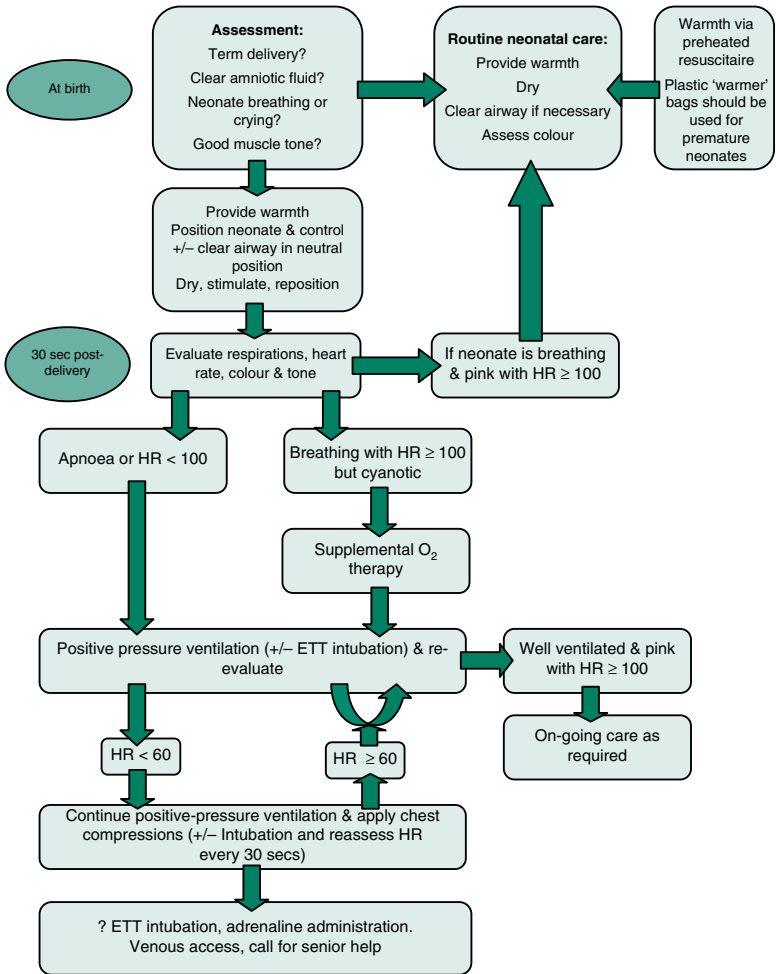 At birth
Assessment:
Term delivery?
Clear amniotic fluid?
Neonate breathing or
crying?
Good muscle tone?
Routine neonatal care:
Provide warmth
Dry
Clear airway if necessary
Assess colour
Warmth via
preheated
resuscitaire
Plastic ‘warmer’
bags should be
used for
premature
neonates
Provide warmth
Position neonate & control
+/– clear airway in neutral
position
Dry, stimulate, reposition
30 sec post-
delivery
Evaluate respirations, heart
rate, colour & tone
If neonate is breathing
& pink with HR ≥ 100
Apnoea or HR < 100
Breathing with HR ≥ 100
but cyanotic
Supplemental O₂
therapy
Positive pressure ventilation (+/– ETT intubation) & re-
evaluate
Well ventilated & pink
with HR ≥ 100
On-going care as
required
HR < 60
HR ≥ 60
Continue positive-pressure ventilation & apply chest
compressions (+/– Intubation and reassess HR
every 30 secs)
? ETT intubation, adrenaline administration.
Venous access, call for senior help